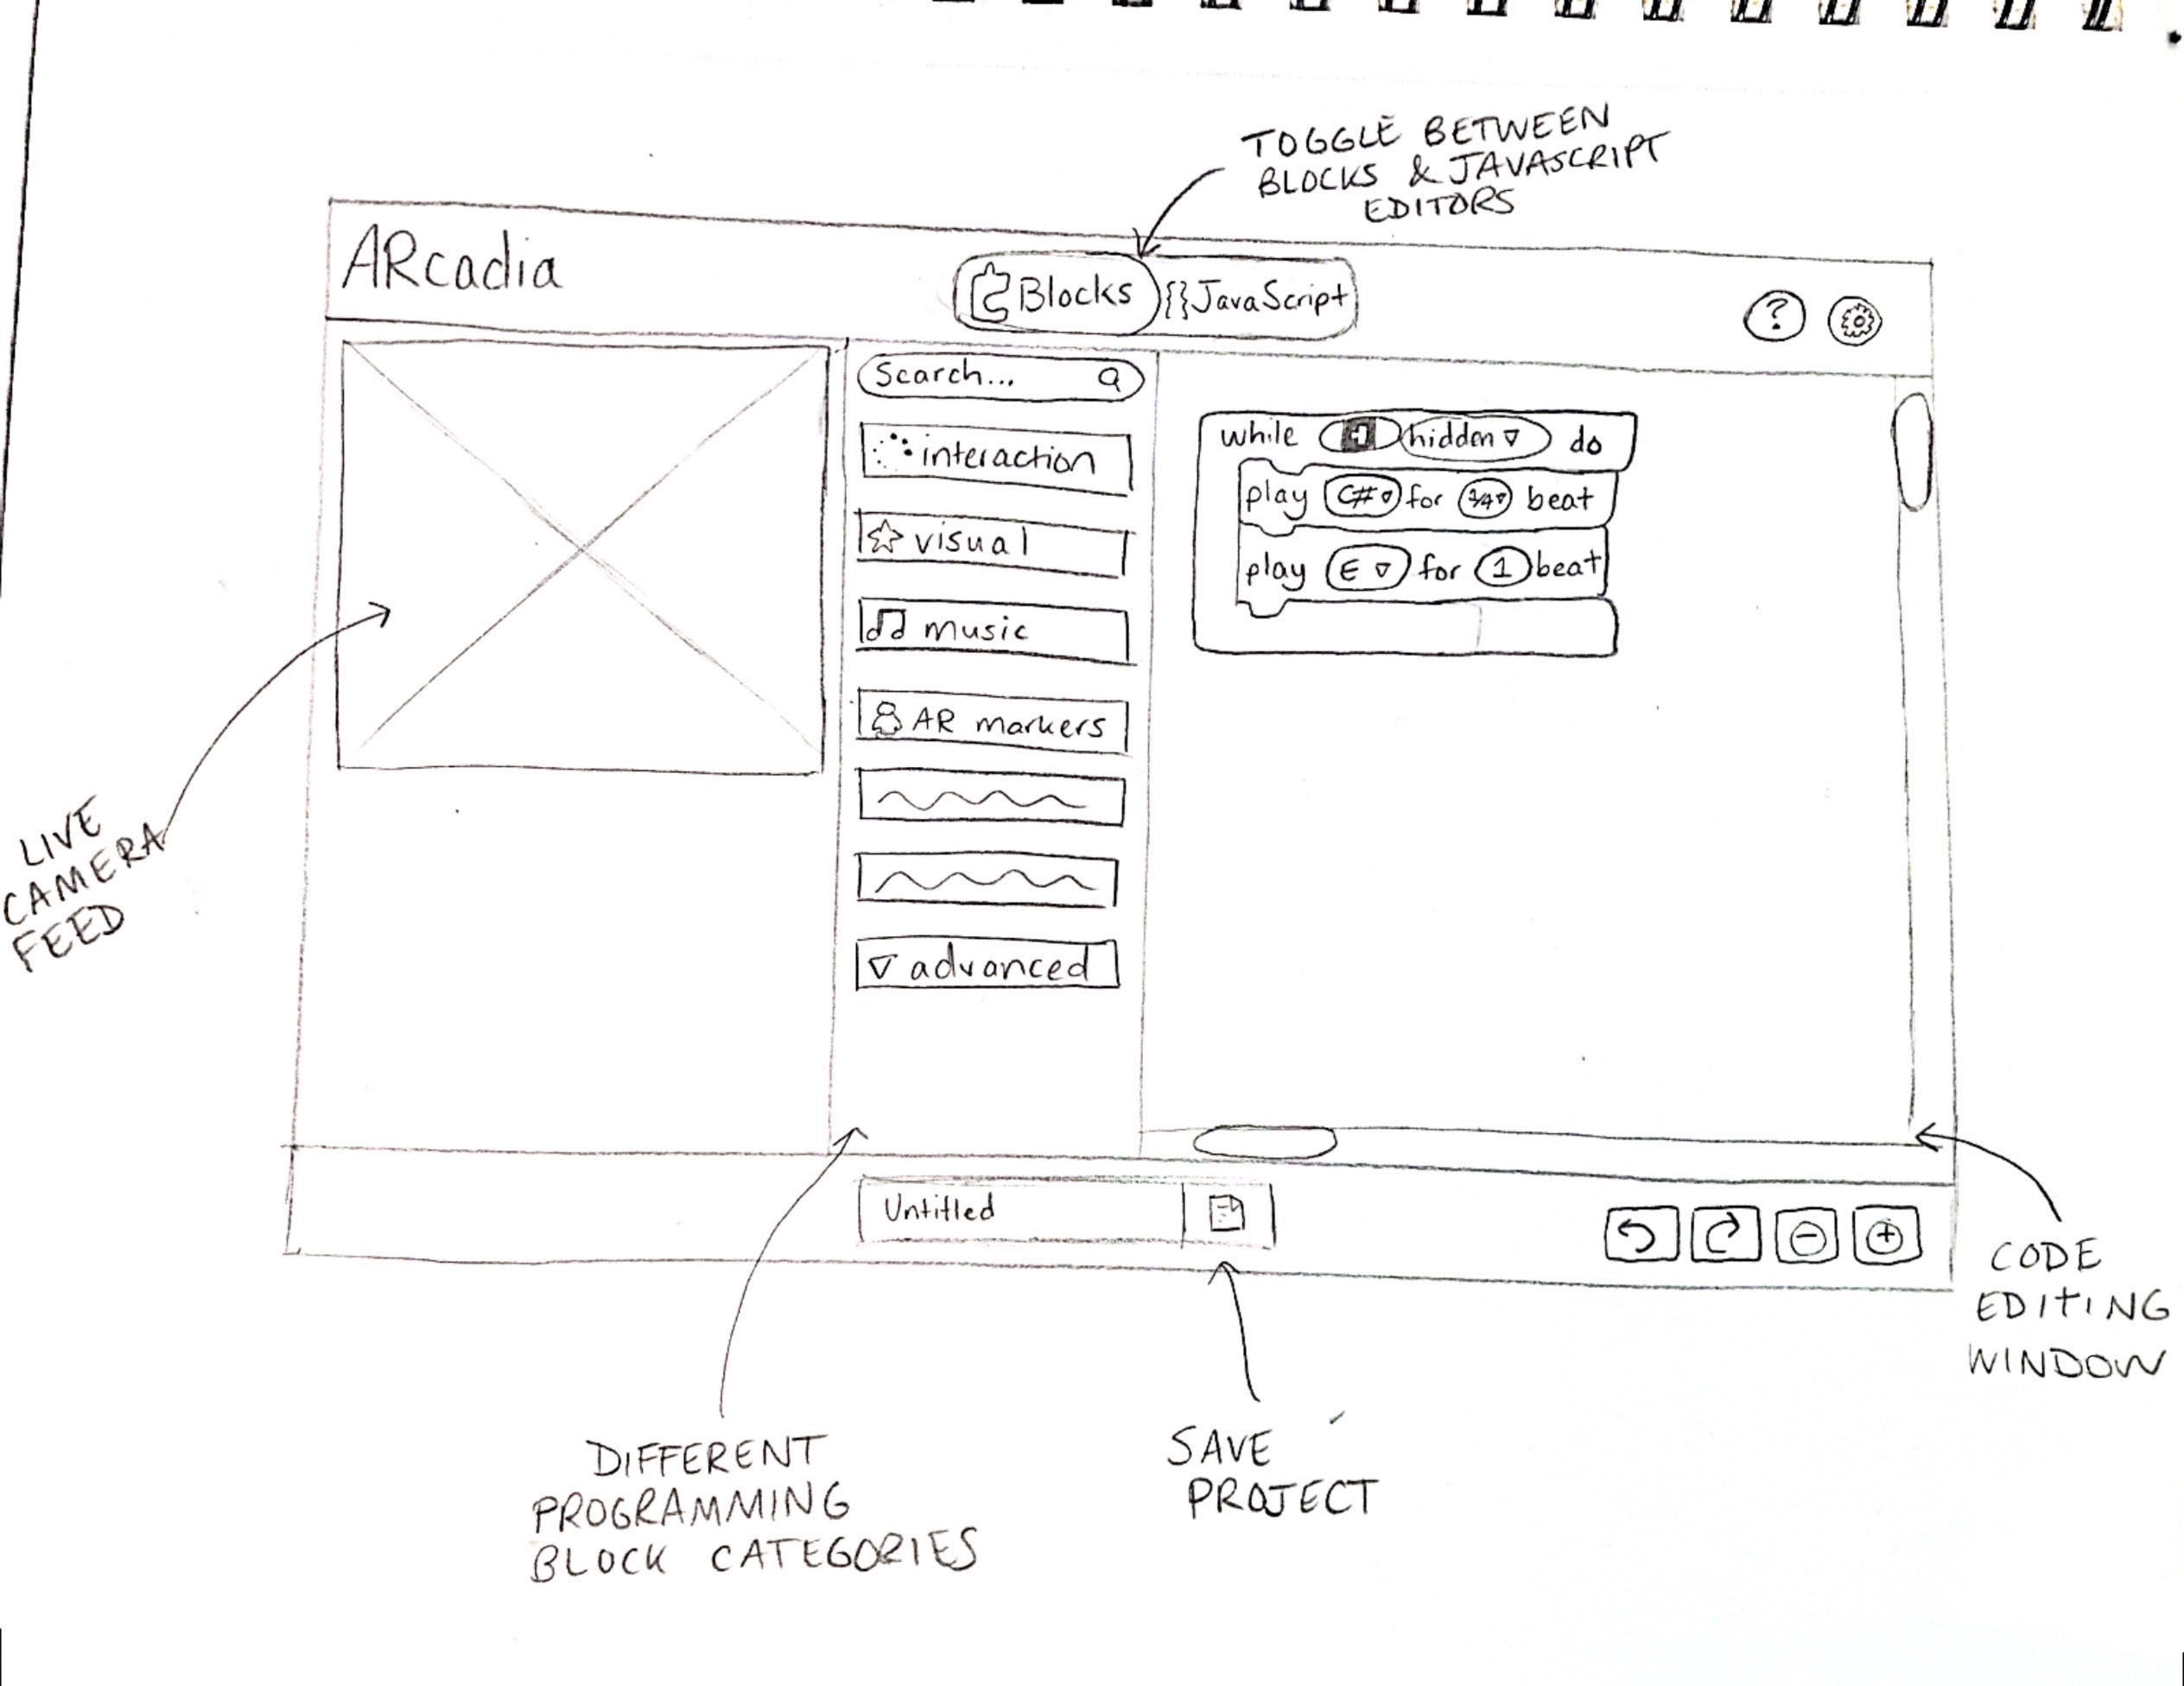 TOGGLE BETWEEN
BLOCKS & JAVASCRIPT
EDITORS
ARcadia
Blocks {} JavaScript
?
Search...
interaction
visual
music
AR markers
advanced
while hidden do
play C# for 3/4 beat
play E for 1 beat
LIVE
CAMERA
FEED
Untitled
CODE
EDITING
WINDOW
DIFFERENT
PROGRAMMING
BLOCK CATEGORIES
SAVE
PROJECT